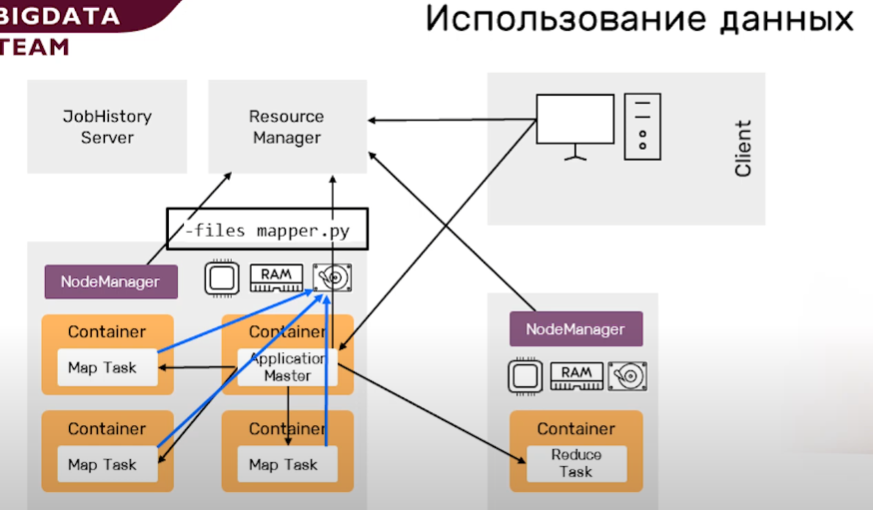 BIGDATA
TEAM
Использование данных
JobHistory
Server
Resource
Manager
Client
-files mapper.py
NodeManager
RAM
Container
Map Task
Container
Application
Master
Container
Map Task
Container
Map Task
NodeManager
RAM
Container
Reduce
Task